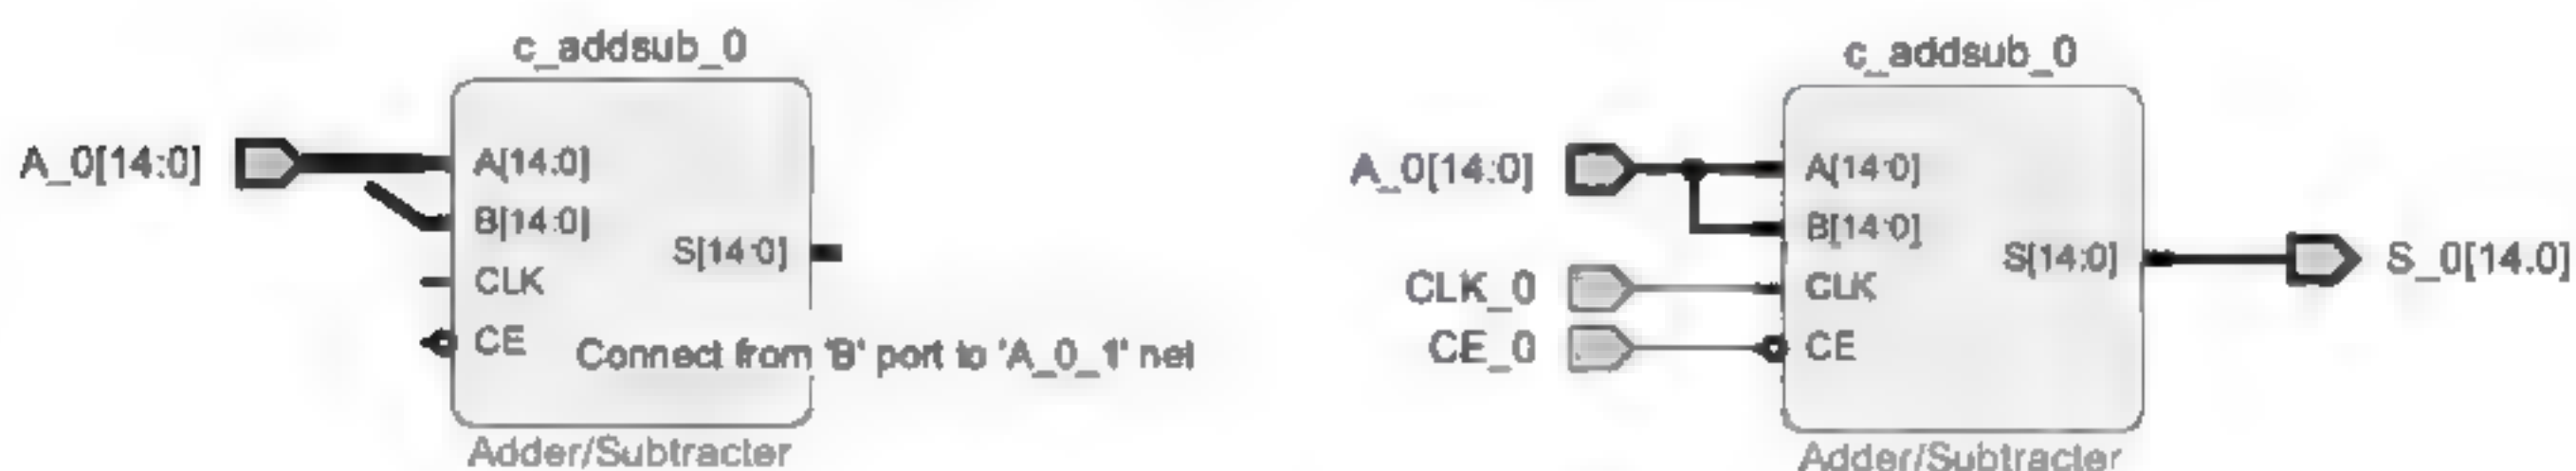 c_addsub_0
A_0[14:0]
A[14:0]
B[14:0]
S[14:0]
CLK
CE
Connect from 'B' port to 'A_0_1' net
Adder/Subtracter
c_addsub_0
A_0[14:0]
A[14:0]
B[14:0]
S[14:0]
S_0[14:0]
CLK_0
CLK
CE_0
CE
Adder/Subtracter